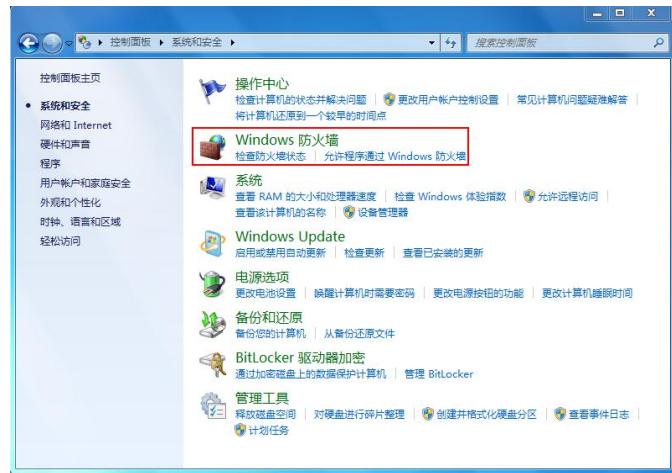 控制面板 ▸ 系统和安全 ▸
搜索控制面板
控制面板主页
系统和安全
网络和 Internet
硬件和声音
程序
用户帐户和家庭安全
外观和个性化
时钟、语言和区域
轻松访问
操作中心
检查计算机的状态并解决问题 更改用户帐户控制设置 常见计算机问题疑难解答
将计算机还原到一个较早的时间点
Windows 防火墙
检查防火墙状态 允许程序通过 Windows 防火墙
系统
查看 RAM 的大小和处理器速度 检查 Windows 体验指数 允许远程访问
查看该计算机的名称 设备管理器
Windows Update
启用或禁用自动更新 检查更新 查看已安装的更新
电源选项
更改电池设置 唤醒计算机时需要密码 更改电源按钮的功能 更改计算机睡眠时间
备份和还原
备份您的计算机 从备份还原文件
BitLocker 驱动器加密
通过加密磁盘上的数据保护计算机 管理 BitLocker
管理工具
释放磁盘空间 对硬盘进行碎片整理 创建并格式化硬盘分区 查看事件日志
计划任务